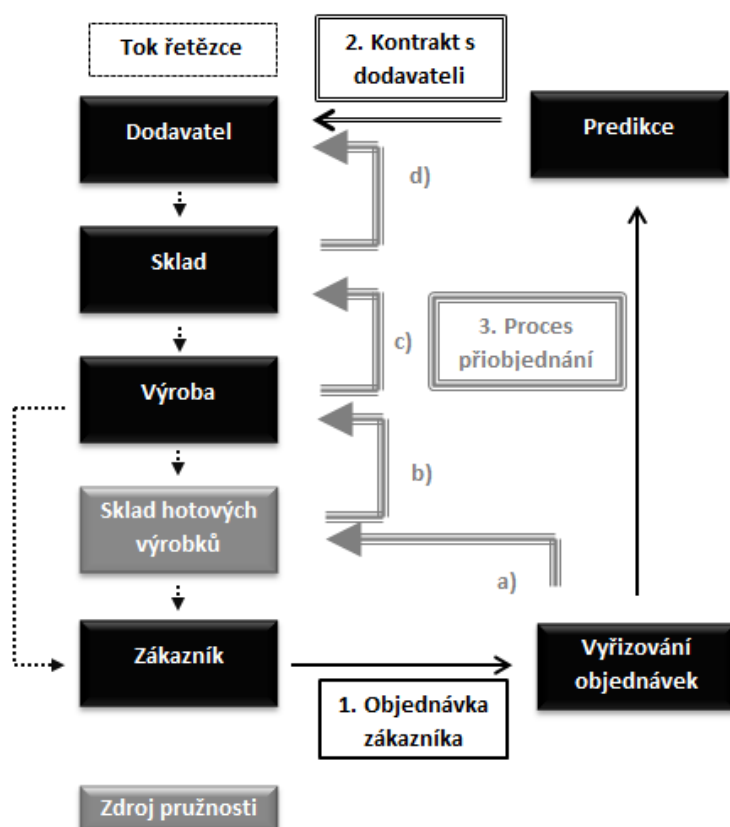 Tok řetězce
2. Kontrakt s
dodavateli
Dodavatel
Predikce
d)
Sklad
3. Proces
přiobjednání
c)
Výroba
b)
Sklad hotových
výrobků
a)
Zákazník
Vyřizování
objednávek
1. Objednávka
zákazníka
Zdroj pružnosti